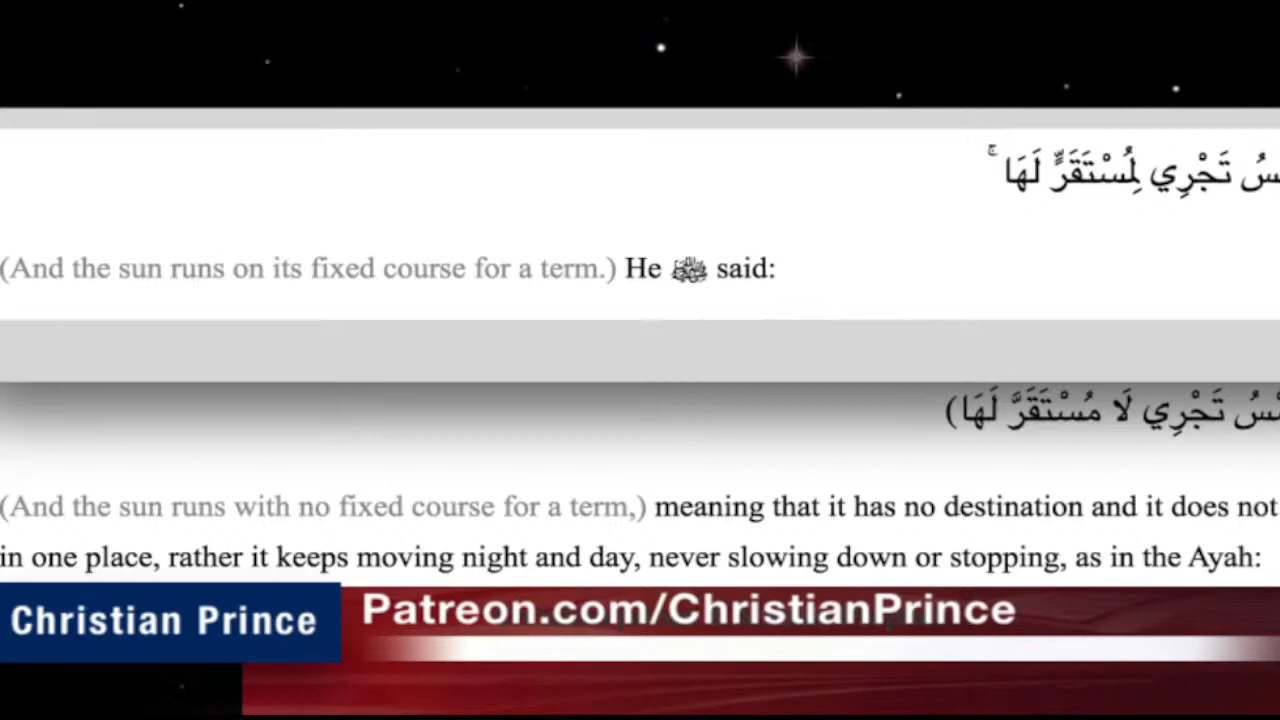 سُ تَجْرِي لِمُسْتَقَرٍّ لَهَا ۚ
(And the sun runs on its fixed course for a term.) He ﷺ said:
سُ تَجْرِي لَا مُسْتَقَرَّ لَهَا)
(And the sun runs with no fixed course for a term,) meaning that it has no destination and it does not
in one place, rather it keeps moving night and day, never slowing down or stopping, as in the Ayah:
Christian Prince
Patreon.com/ChristianPrince